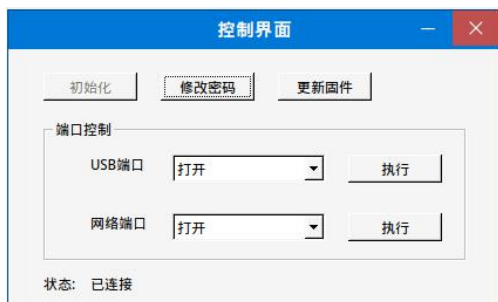 控制界面
初始化 修改密码 更新固件
端口控制
USB端口 打开 执行
网络端口 打开 执行
状态: 已连接